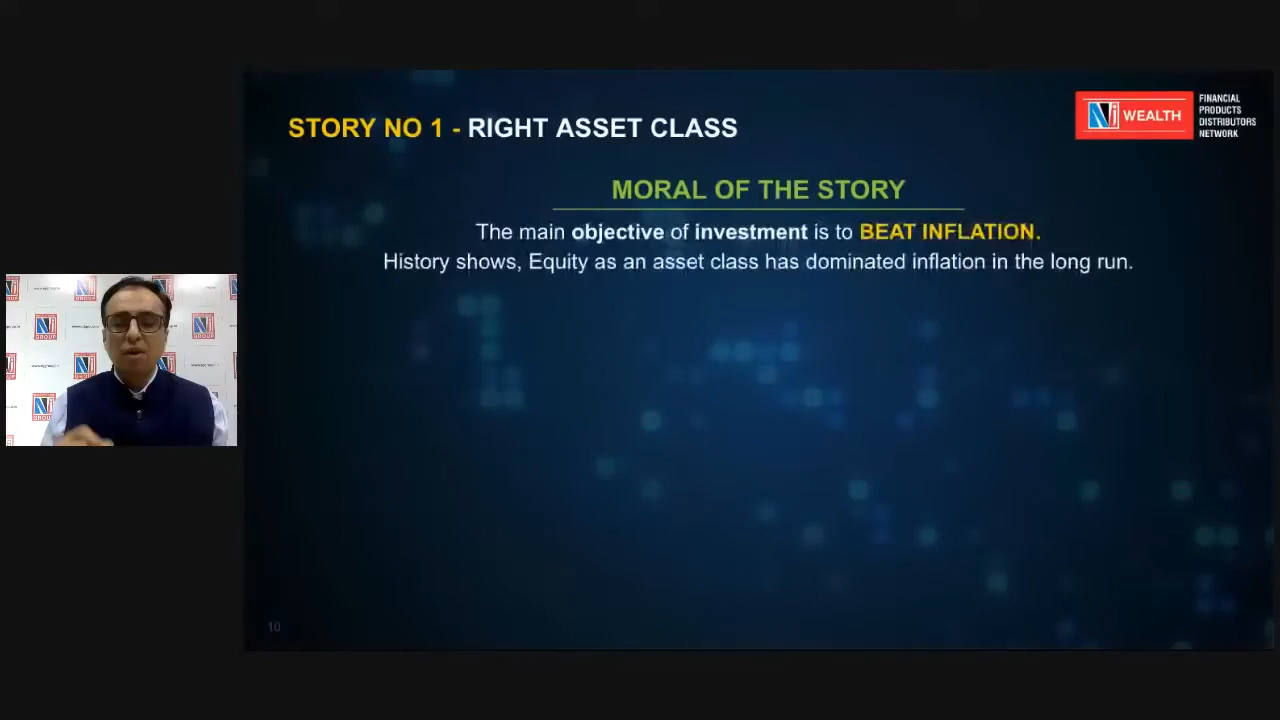 STORY NO 1 - RIGHT ASSET CLASS
NJ WEALTH
FINANCIAL
PRODUCTS
DISTRIBUTORS
NETWORK
MORAL OF THE STORY
The main objective of investment is to BEAT INFLATION.
History shows, Equity as an asset class has dominated inflation in the long run.
10